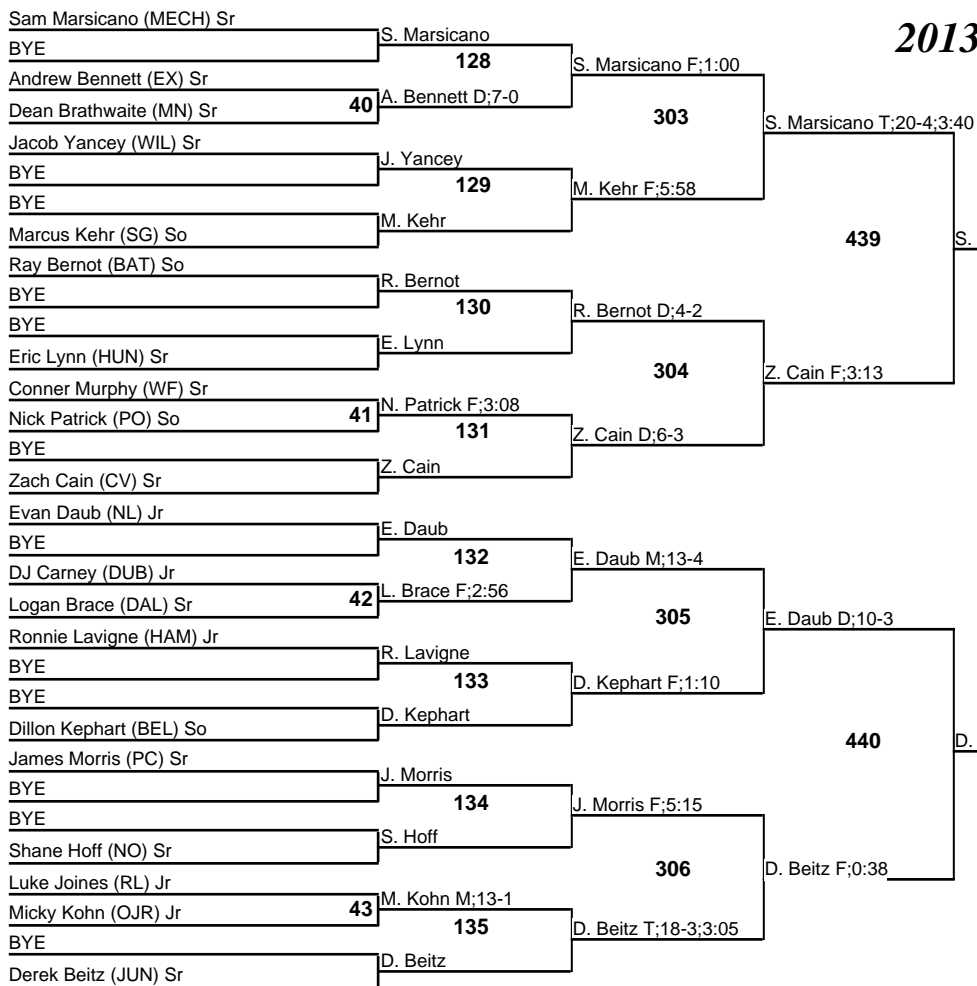 2013
Sam Marsicano (MECH) Sr
BYE
Andrew Bennett (EX) Sr
Dean Brathwaite (MN) Sr
Jacob Yancey (WIL) Sr
BYE
BYE
Marcus Kehr (SG) So
Ray Bernot (BAT) So
BYE
BYE
Eric Lynn (HUN) Sr
Conner Murphy (WF) Sr
Nick Patrick (PO) So
BYE
Zach Cain (CV) Sr
Evan Daub (NL) Jr
BYE
DJ Carney (DUB) Jr
Logan Brace (DAL) Sr
Ronnie Lavigne (HAM) Jr
BYE
BYE
Dillon Kephart (BEL) So
James Morris (PC) Sr
BYE
BYE
Shane Hoff (NO) Sr
Luke Joines (RL) Jr
Micky Kohn (OJR) Jr
BYE
Derek Beitz (JUN) Sr
40
41
42
43
S. Marsicano
128
A. Bennett D;7-0
J. Yancey
129
M. Kehr
R. Bernot
130
E. Lynn
N. Patrick F;3:08
131
Z. Cain
E. Daub
132
L. Brace F;2:56
R. Lavigne
133
D. Kephart
J. Morris
134
S. Hoff
M. Kohn M;13-1
135
D. Beitz
S. Marsicano F;1:00
303
M. Kehr F;5:58
R. Bernot D;4-2
304
Z. Cain D;6-3
E. Daub M;13-4
305
D. Kephart F;1:10
J. Morris F;5:15
306
D. Beitz T;18-3;3:05
S. Marsicano T;20-4;3:40
439
Z. Cain F;3:13
E. Daub D;10-3
440
D. Beitz F;0:38
S.
D.